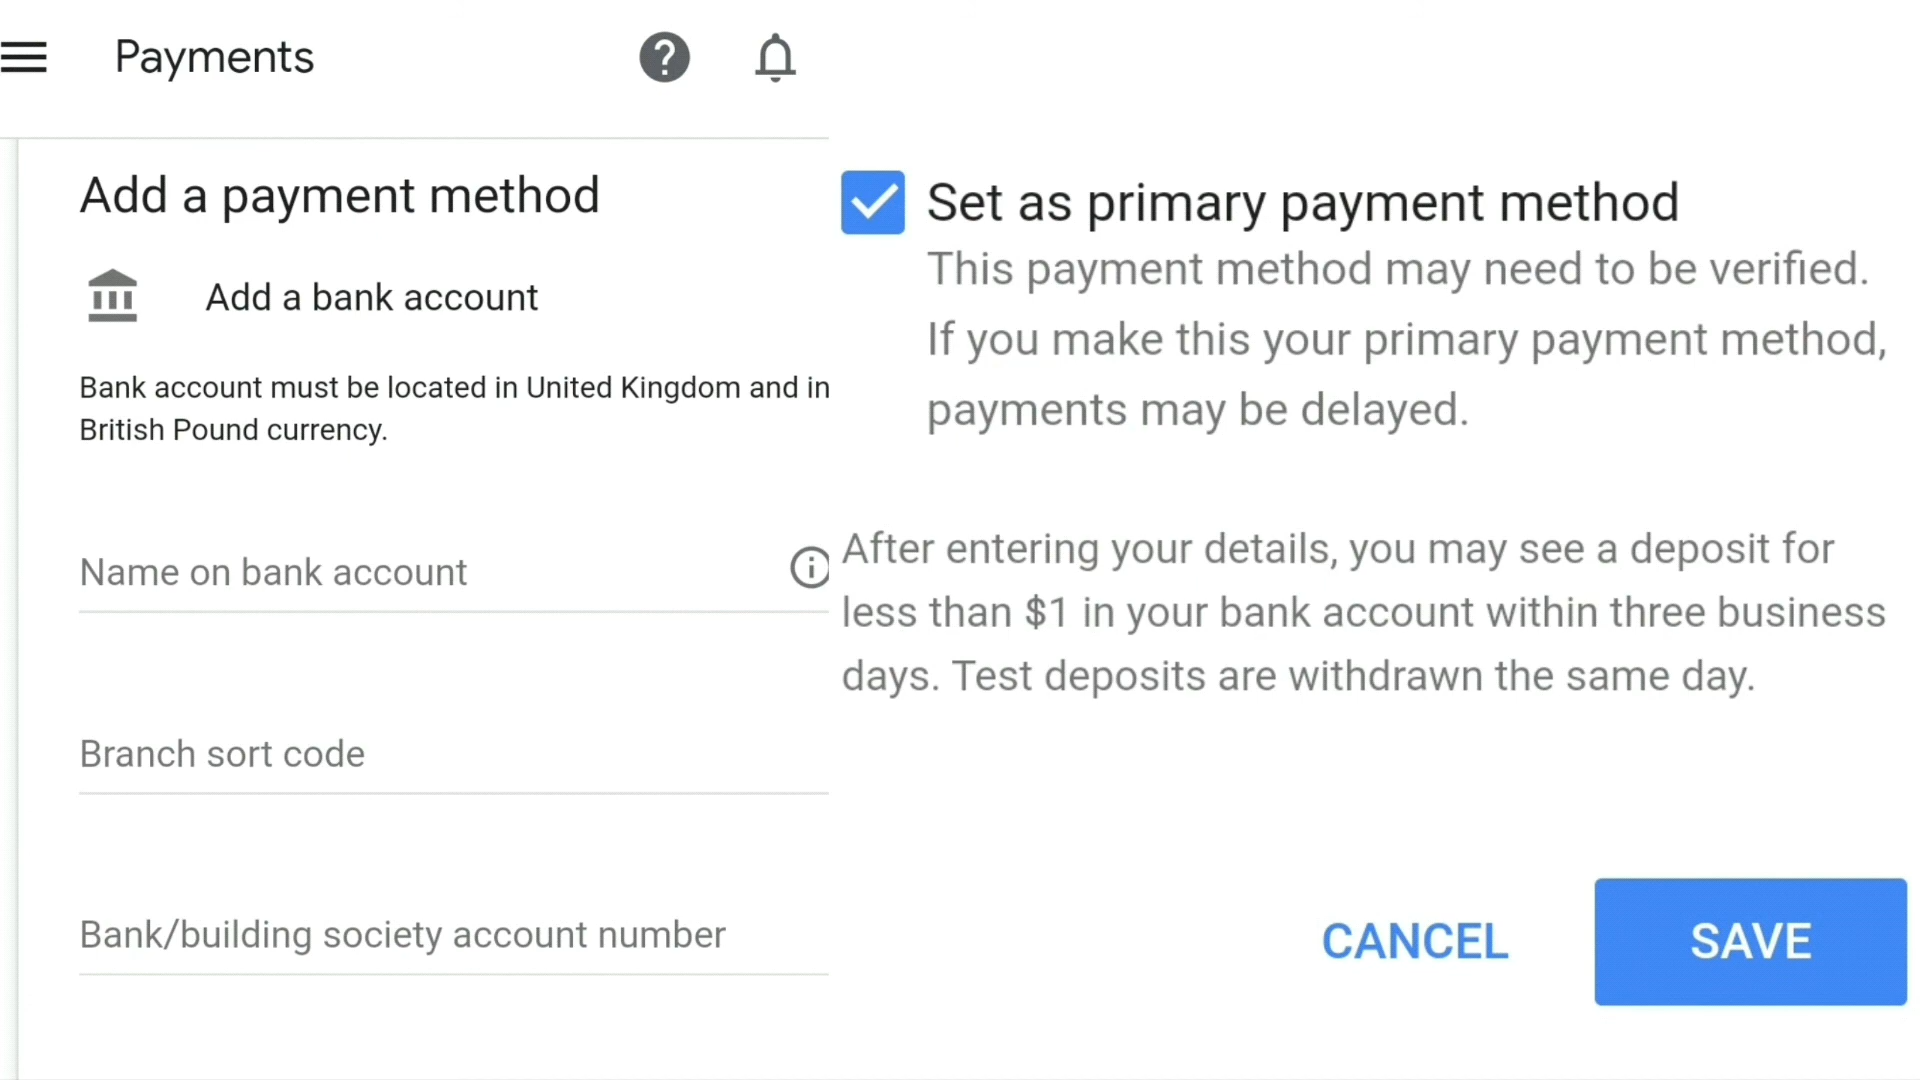 Payments
Add a payment method
Add a bank account
Bank account must be located in United Kingdom and in
British Pound currency.
Name on bank account
Branch sort code
Bank/building society account number
Set as primary payment method
This payment method may need to be verified.
If you make this your primary payment method,
payments may be delayed.
After entering your details, you may see a deposit for
less than $1 in your bank account within three business
days. Test deposits are withdrawn the same day.
CANCEL
SAVE